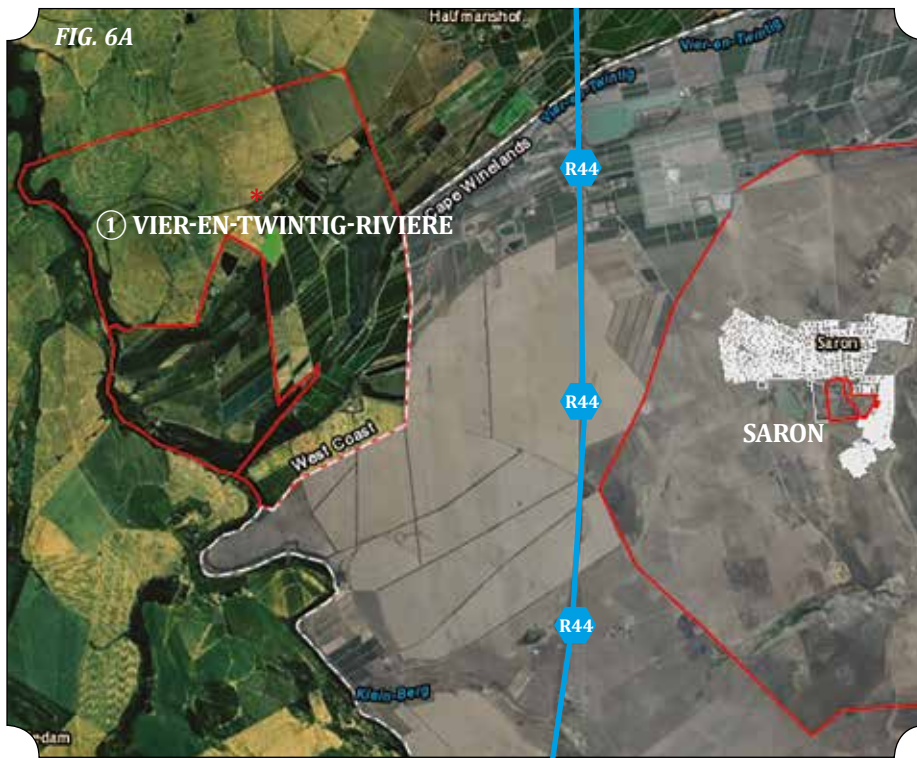 FIG. 6A
Halfmanshof
Vier-en-Twintig
Vier-en-Twintig
R44
Cape Winelands
① VIER-EN-TWINTIG-RIVIERE
*
Saron
R44
SARON
West Coast
R44
Klein-Berg
edam